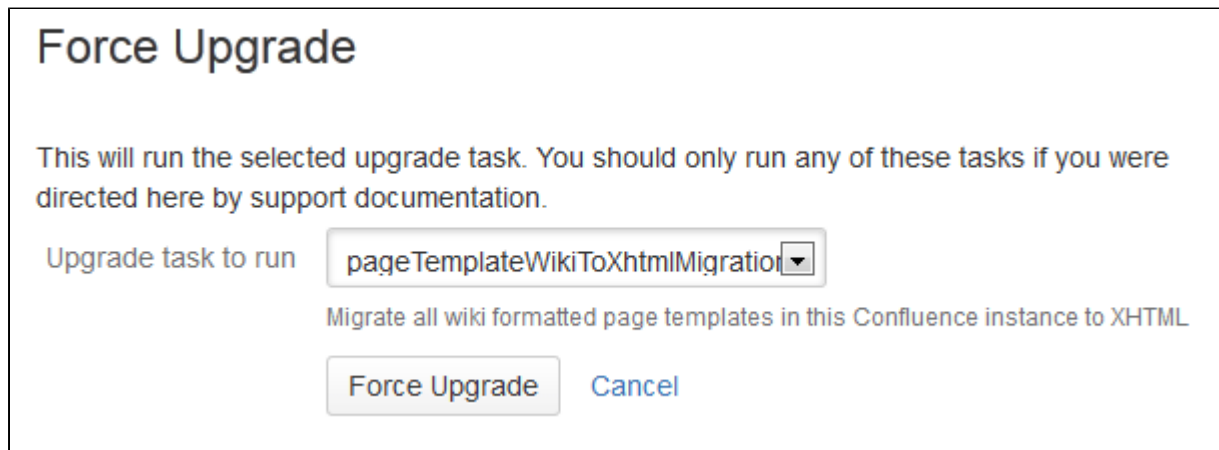 Force Upgrade
This will run the selected upgrade task. You should only run any of these tasks if you were
directed here by support documentation.
Upgrade task to run pageTemplateWikiToXhtmlMigration
Migrate all wiki formatted page templates in this Confluence instance to XHTML
Force Upgrade Cancel